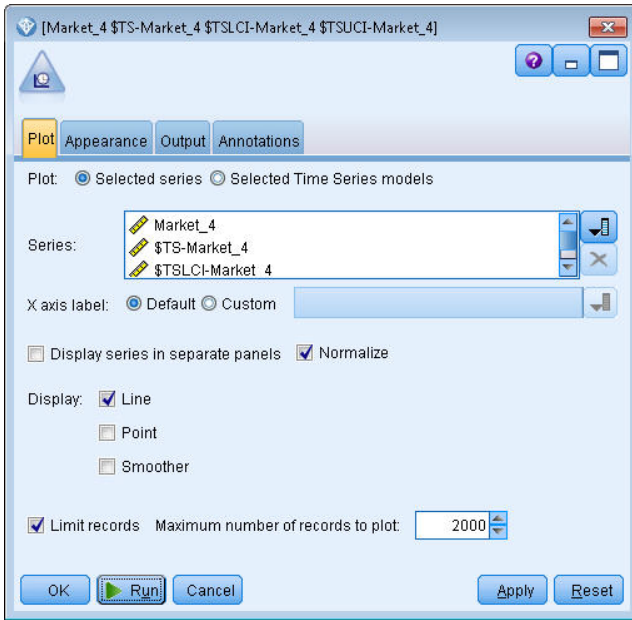 [Market_4 $TS-Market_4 $TSLCI-Market_4 $TSUCI-Market_4]
Plot Appearance Output Annotations
Plot: Selected series Selected Time Series models
Series:
Market_4
$TS-Market_4
$TSLCI-Market_4
X axis label: Default Custom
Display series in separate panels Normalize
Display: Line
Point
Smoother
Limit records Maximum number of records to plot: 2000
OK Run Cancel Apply Reset